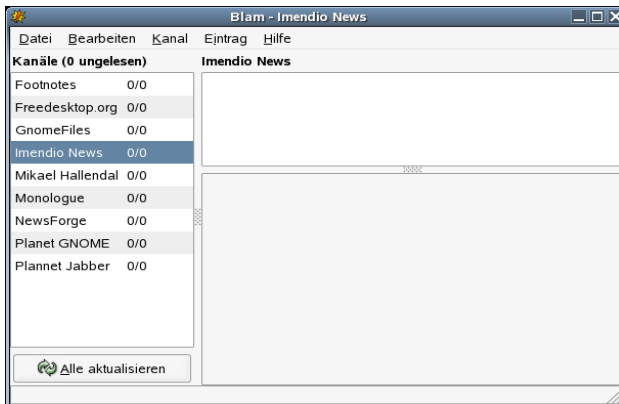 Blam - Imendio News
Datei Bearbeiten Kanal Eintrag Hilfe
Kanäle (0 ungelesen)
Imendio News
Footnotes 0/0
Freedesktop.org 0/0
GnomeFiles 0/0
Imendio News 0/0
Mikael Hallendal 0/0
Monologue 0/0
NewsForge 0/0
Planet GNOME 0/0
Plannet Jabber 0/0
Alle aktualisieren